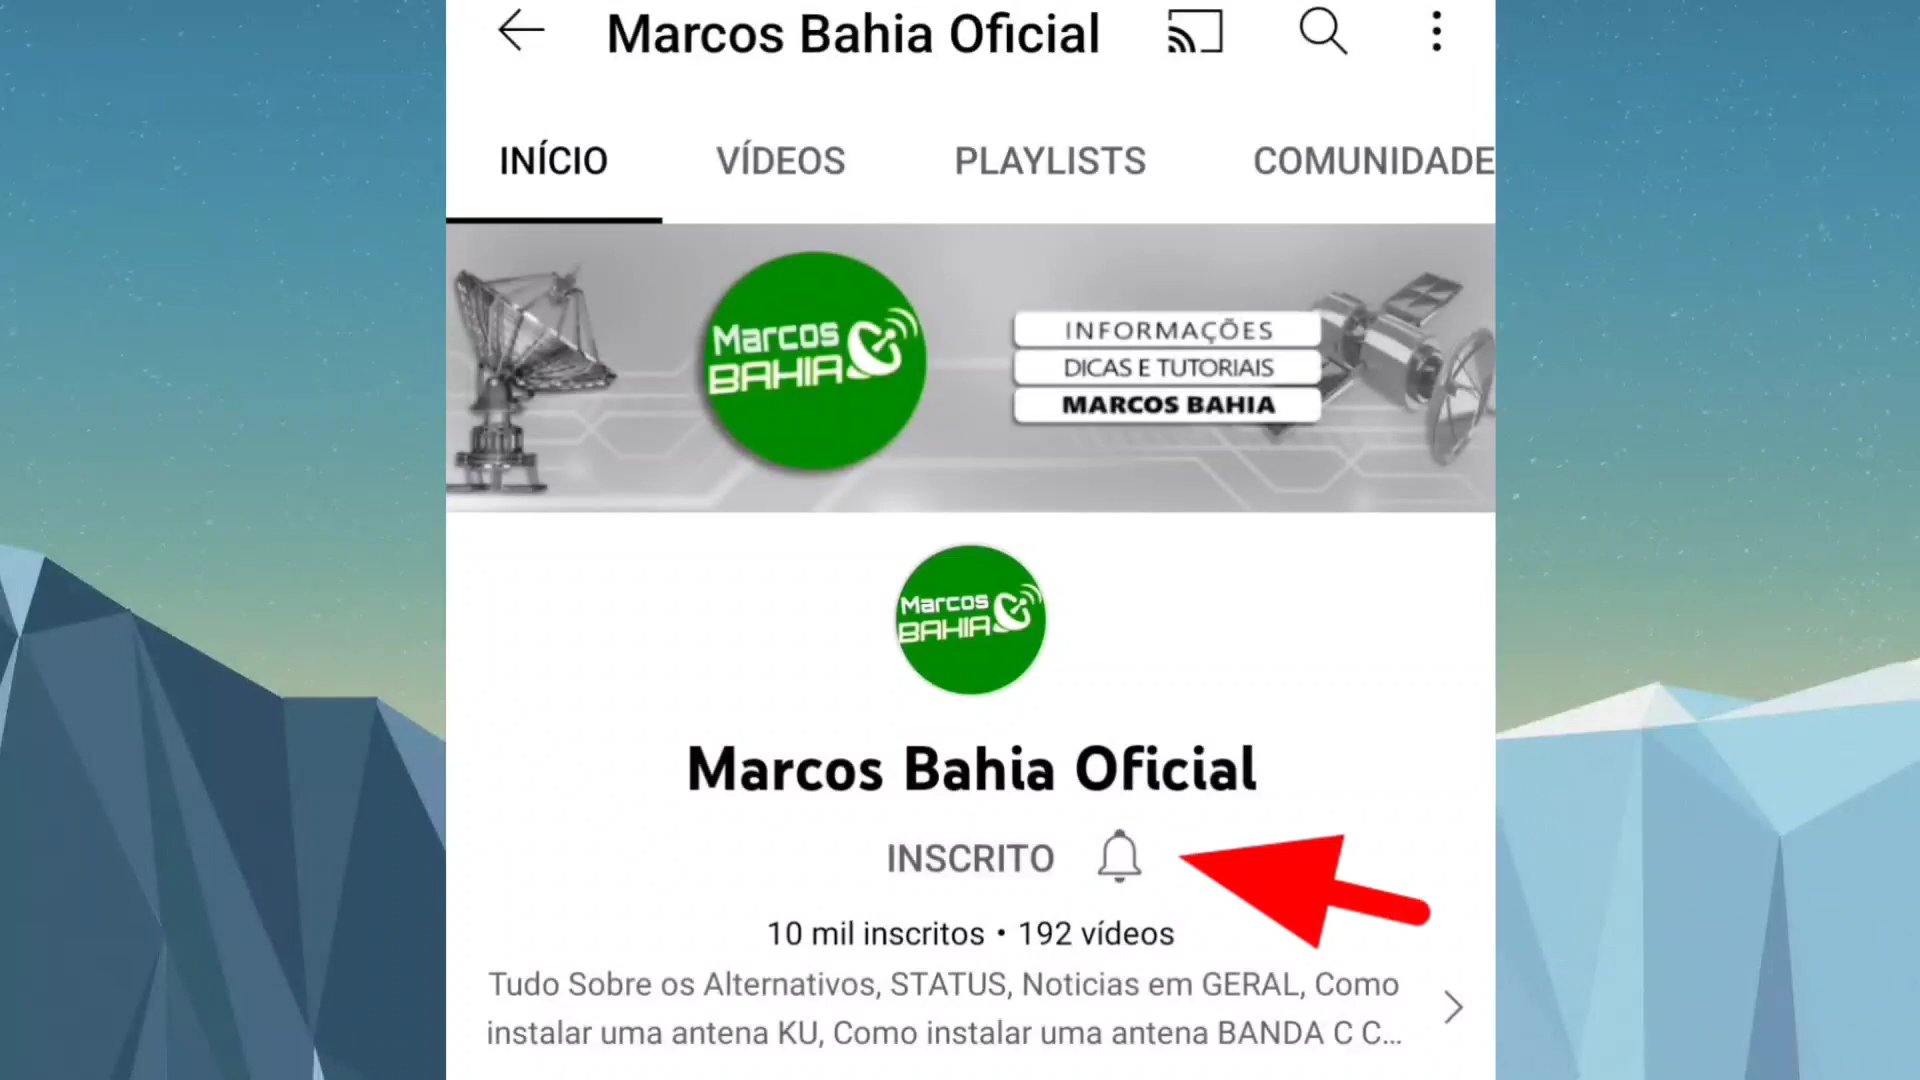 Marcos Bahia Oficial
INÍCIO VÍDEOS PLAYLISTS COMUNIDADE
Marcos
BAHIA
INFORMAÇÕES
DICAS E TUTORIAIS
MARCOS BAHIA
Marcos
BAHIA
Marcos Bahia Oficial
INSCRITO
10 mil inscritos • 192 vídeos
Tudo Sobre os Alternativos, STATUS, Noticias em GERAL, Como
instalar uma antena KU, Como instalar uma antena BANDA C C...